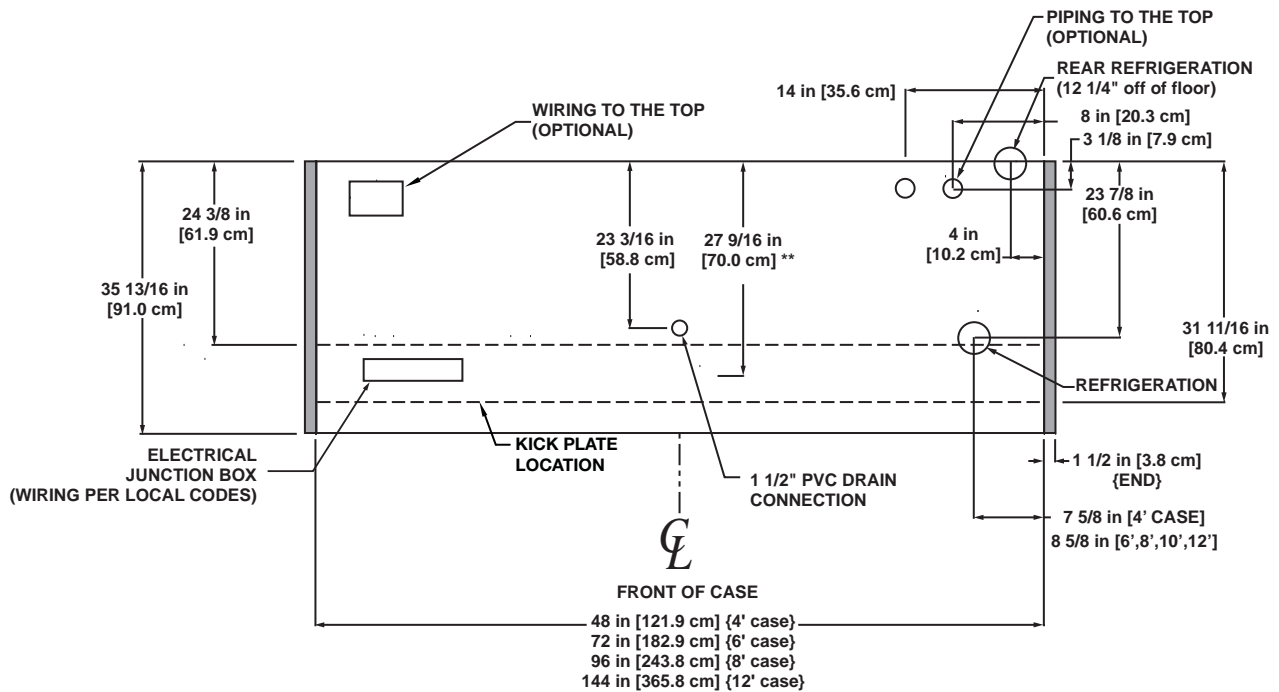 PIPING TO THE TOP
(OPTIONAL)
REAR REFRIGERATION
(12 1/4" off of floor)
14 in [35.6 cm]
WIRING TO THE TOP
(OPTIONAL)
8 in [20.3 cm]
3 1/8 in [7.9 cm]
24 3/8 in
[61.9 cm]
23 7/8 in
[60.6 cm]
23 3/16 in
[58.8 cm]
27 9/16 in
[70.0 cm] **
4 in
[10.2 cm]
35 13/16 in
[91.0 cm]
31 11/16 in
[80.4 cm]
REFRIGERATION
ELECTRICAL
JUNCTION BOX
(WIRING PER LOCAL CODES)
KICK PLATE
LOCATION
1 1/2" PVC DRAIN
CONNECTION
1 1/2 in [3.8 cm]
{END}
7 5/8 in [4’ CASE]
8 5/8 in [6’,8’,10’,12’]
CL
FRONT OF CASE
48 in [121.9 cm] {4' case}
72 in [182.9 cm] {6' case}
96 in [243.8 cm] {8' case}
144 in [365.8 cm] {12' case}